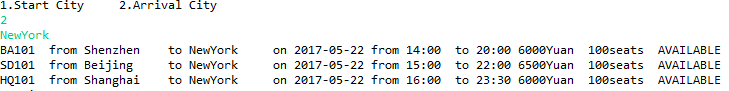 1.Start City     2.Arrival City
2
NewYork
BA101  from Shenzhen    to NewYork     on 2017-05-22 from 14:00  to 20:00 6000Yuan  100seats  AVAILABLE
SD101  from Beijing     to NewYork     on 2017-05-22 from 15:00  to 22:00 6500Yuan  100seats  AVAILABLE
HQ101  from Shanghai    to NewYork     on 2017-05-22 from 16:00  to 23:30 6000Yuan  100seats  AVAILABLE